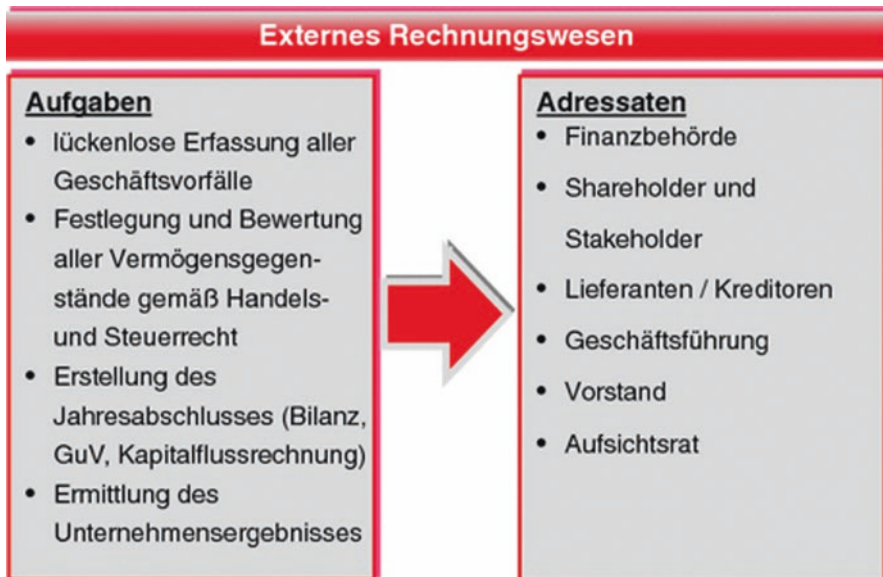 Externes Rechnungswesen
Aufgaben
• lückenlose Erfassung aller
Geschäftsvorfälle
• Festlegung und Bewertung
aller Vermögensgegen-
stände gemäß Handels-
und Steuerrecht
• Erstellung des
Jahresabschlusses (Bilanz,
GuV, Kapitalflussrechnung)
• Ermittlung des
Unternehmensergebnisses
Adressaten
• Finanzbehörde
• Shareholder und
Stakeholder
• Lieferanten / Kreditoren
• Geschäftsführung
• Vorstand
• Aufsichtsrat